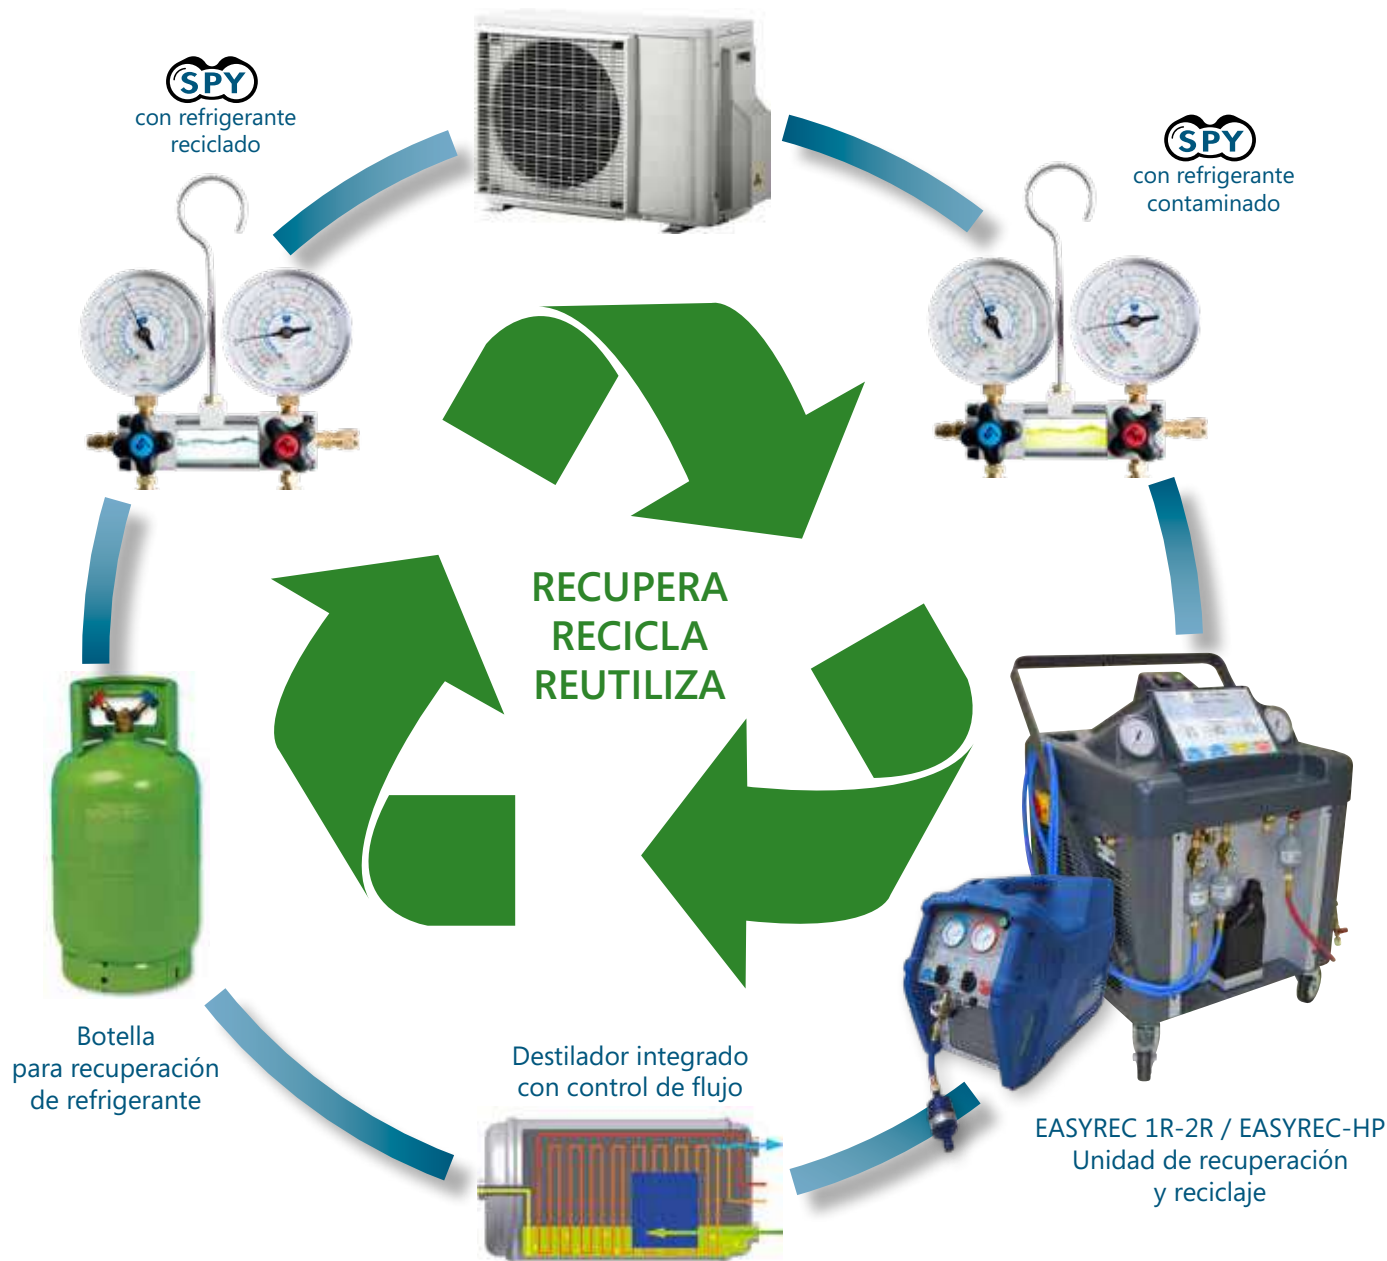 SPY
con refrigerante
reciclado
SPY
con refrigerante
contaminado
RECUPERA
RECICLA
REUTILIZA
Botella
para recuperación
de refrigerante
Destilador integrado
con control de flujo
EASYREC 1R-2R / EASYREC-HP
Unidad de recuperación
y reciclaje